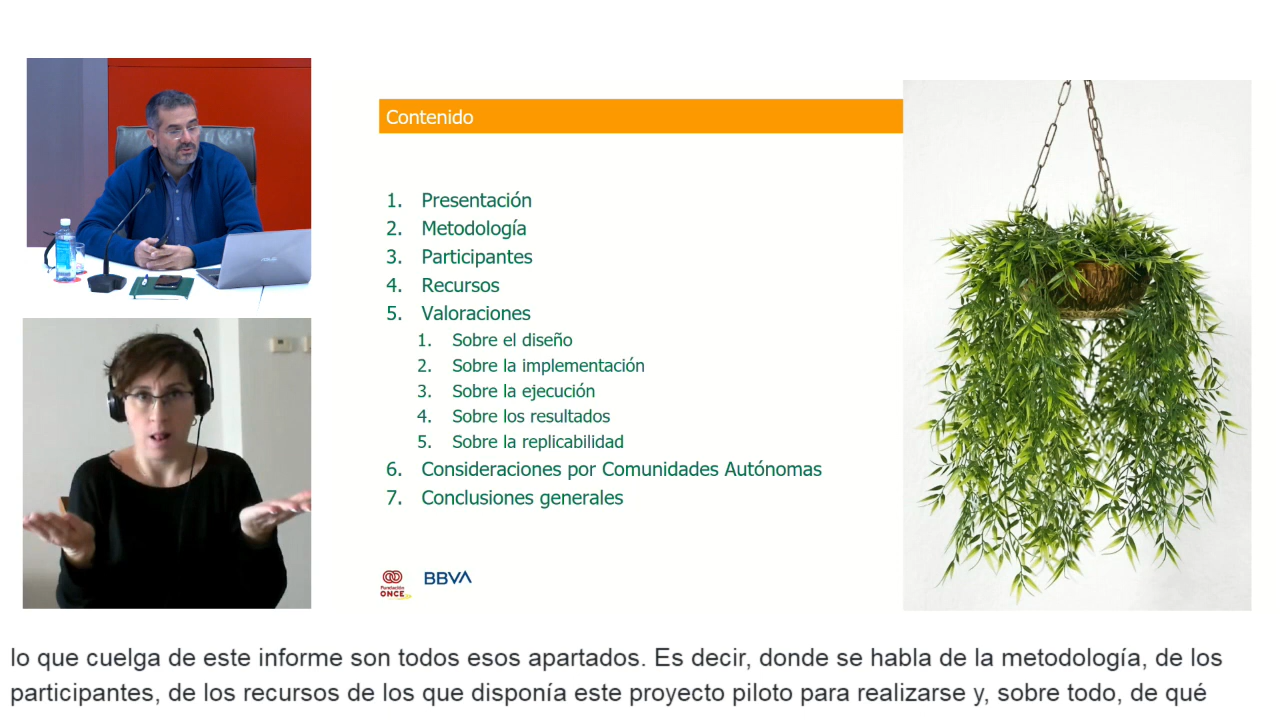 Contenido
1. Presentación
2. Metodología
3. Participantes
4. Recursos
5. Valoraciones
1. Sobre el diseño
2. Sobre la implementación
3. Sobre la ejecución
4. Sobre los resultados
5. Sobre la replicabilidad
6. Consideraciones por Comunidades Autónomas
7. Conclusiones generales
Fundación
ONCE
BBVA
ASUS
lo que cuelga de este informe son todos esos apartados. Es decir, donde se habla de la metodología, de los
participantes, de los recursos de los que disponía este proyecto piloto para realizarse y, sobre todo, de qué